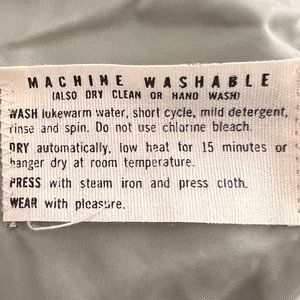 MACHINE WASHABLE
(ALSO DRY CLEAN OR HAND WASH)
WASH lukewarm water, short cycle, mild detergent,
rinse and spin. Do not use chlorine bleach.
DRY automatically, low heat for 15 minutes or
hanger dry at room temperature.
PRESS with steam iron and press cloth.
WEAR with pleasure.